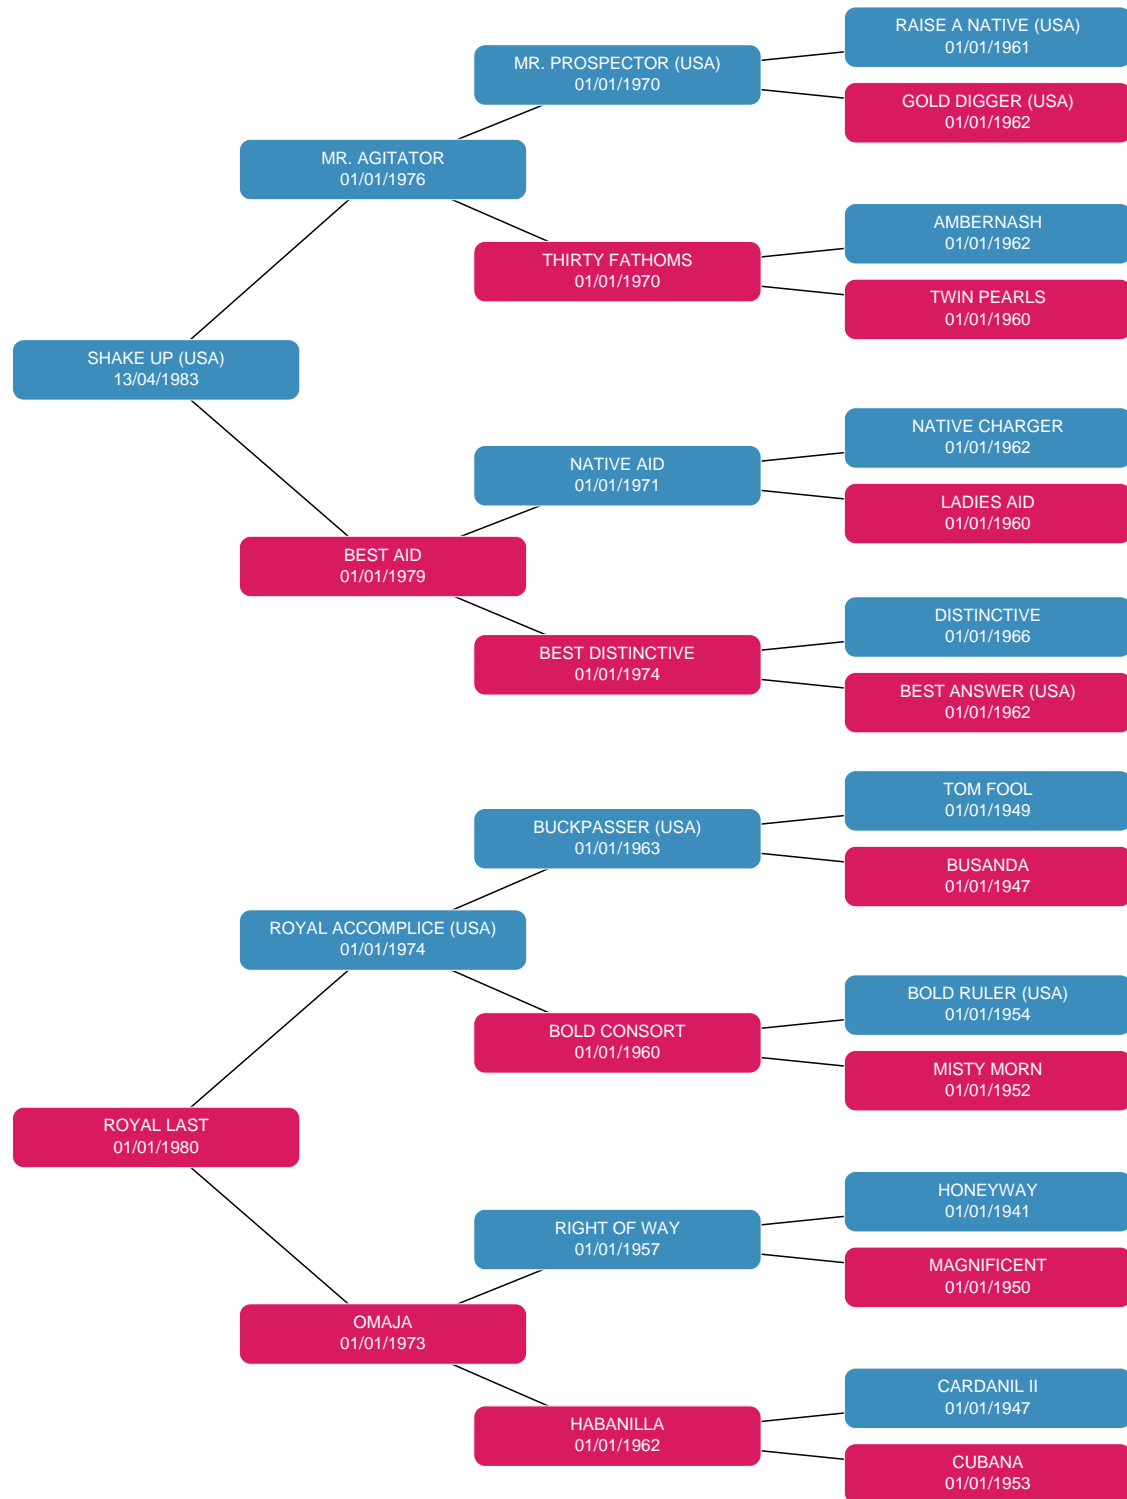 RAISE A NATIVE (USA)
01/01/1961
MR. PROSPECTOR (USA)
01/01/1970
GOLD DIGGER (USA)
01/01/1962
MR. AGITATOR
01/01/1976
AMBERNASH
01/01/1962
THIRTY FATHOMS
01/01/1970
TWIN PEARLS
01/01/1960
SHAKE UP (USA)
13/04/1983
NATIVE CHARGER
01/01/1962
NATIVE AID
01/01/1971
LADIES AID
01/01/1960
BEST AID
01/01/1979
DISTINCTIVE
01/01/1966
BEST DISTINCTIVE
01/01/1974
BEST ANSWER (USA)
01/01/1962
TOM FOOL
01/01/1949
BUCKPASSER (USA)
01/01/1963
BUSANDA
01/01/1947
ROYAL ACCOMPLICE (USA)
01/01/1974
BOLD RULER (USA)
01/01/1954
BOLD CONSORT
01/01/1960
MISTY MORN
01/01/1952
ROYAL LAST
01/01/1980
HONEYWAY
01/01/1941
RIGHT OF WAY
01/01/1957
MAGNIFICENT
01/01/1950
OMAJA
01/01/1973
CARDANIL II
01/01/1947
HABANILLA
01/01/1962
CUBANA
01/01/1953